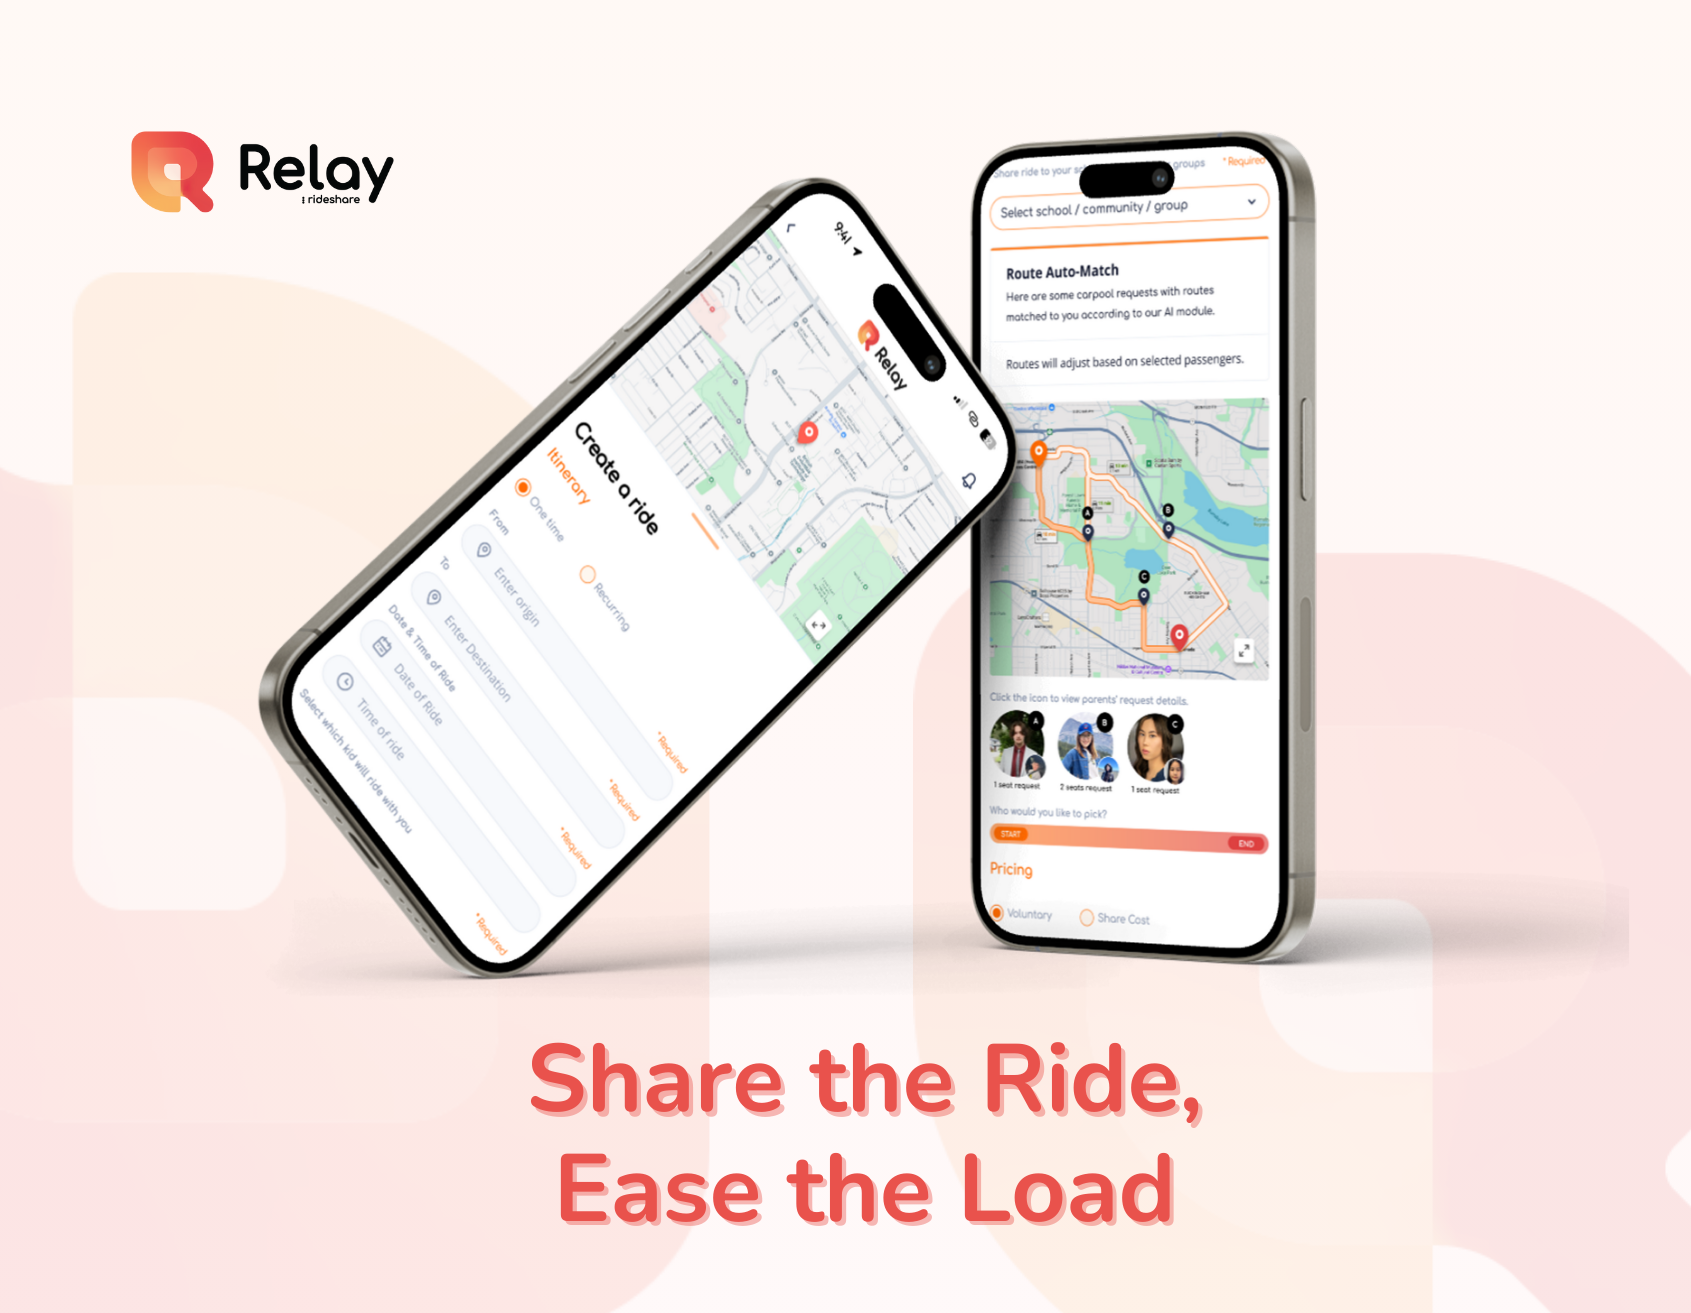 Relay
: rideshare
9:41
Relay
Create a ride
Itinerary
One time
Recurring
From
Enter origin
* Required
To
Enter Destination
* Required
Date & Time of Ride
Date of Ride
* Required
Time of ride
* Required
Select which kid will ride with you
Share ride to your groups
* Required
Select school / community / group
Route Auto-Match
Here are some carpool requests with routes
matched to you according to our AI module.
Routes will adjust based on selected passengers.
A
B
C
Click the icon to view parents' request details.
A
B
C
1 seat request
2 seats request
1 seat request
Who would you like to pick?
START
END
Pricing
Voluntary
Share Cost
Share the Ride,
Ease the Load